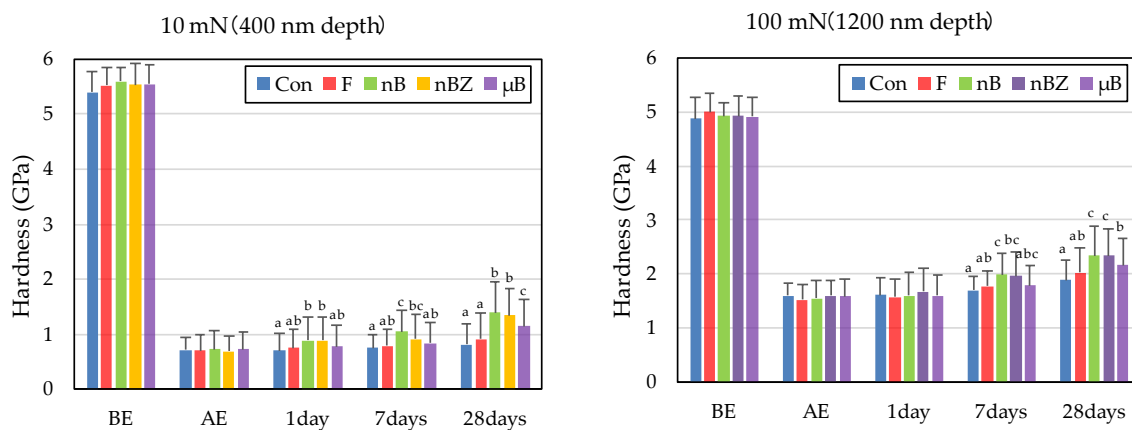 10 mN(400 nm depth)
Hardness (GPa)
6
5
4
3
2
1
0
Con F nB nBZ μB
a ab b b ab
a ab c bc ab
a a b b c
BE AE 1day 7days 28days
100 mN(1200 nm depth)
Hardness (GPa)
6
5
4
3
2
1
0
Con F nB nBZ μB
a ab c bc abc
a ab c c b
BE AE 1day 7days 28days